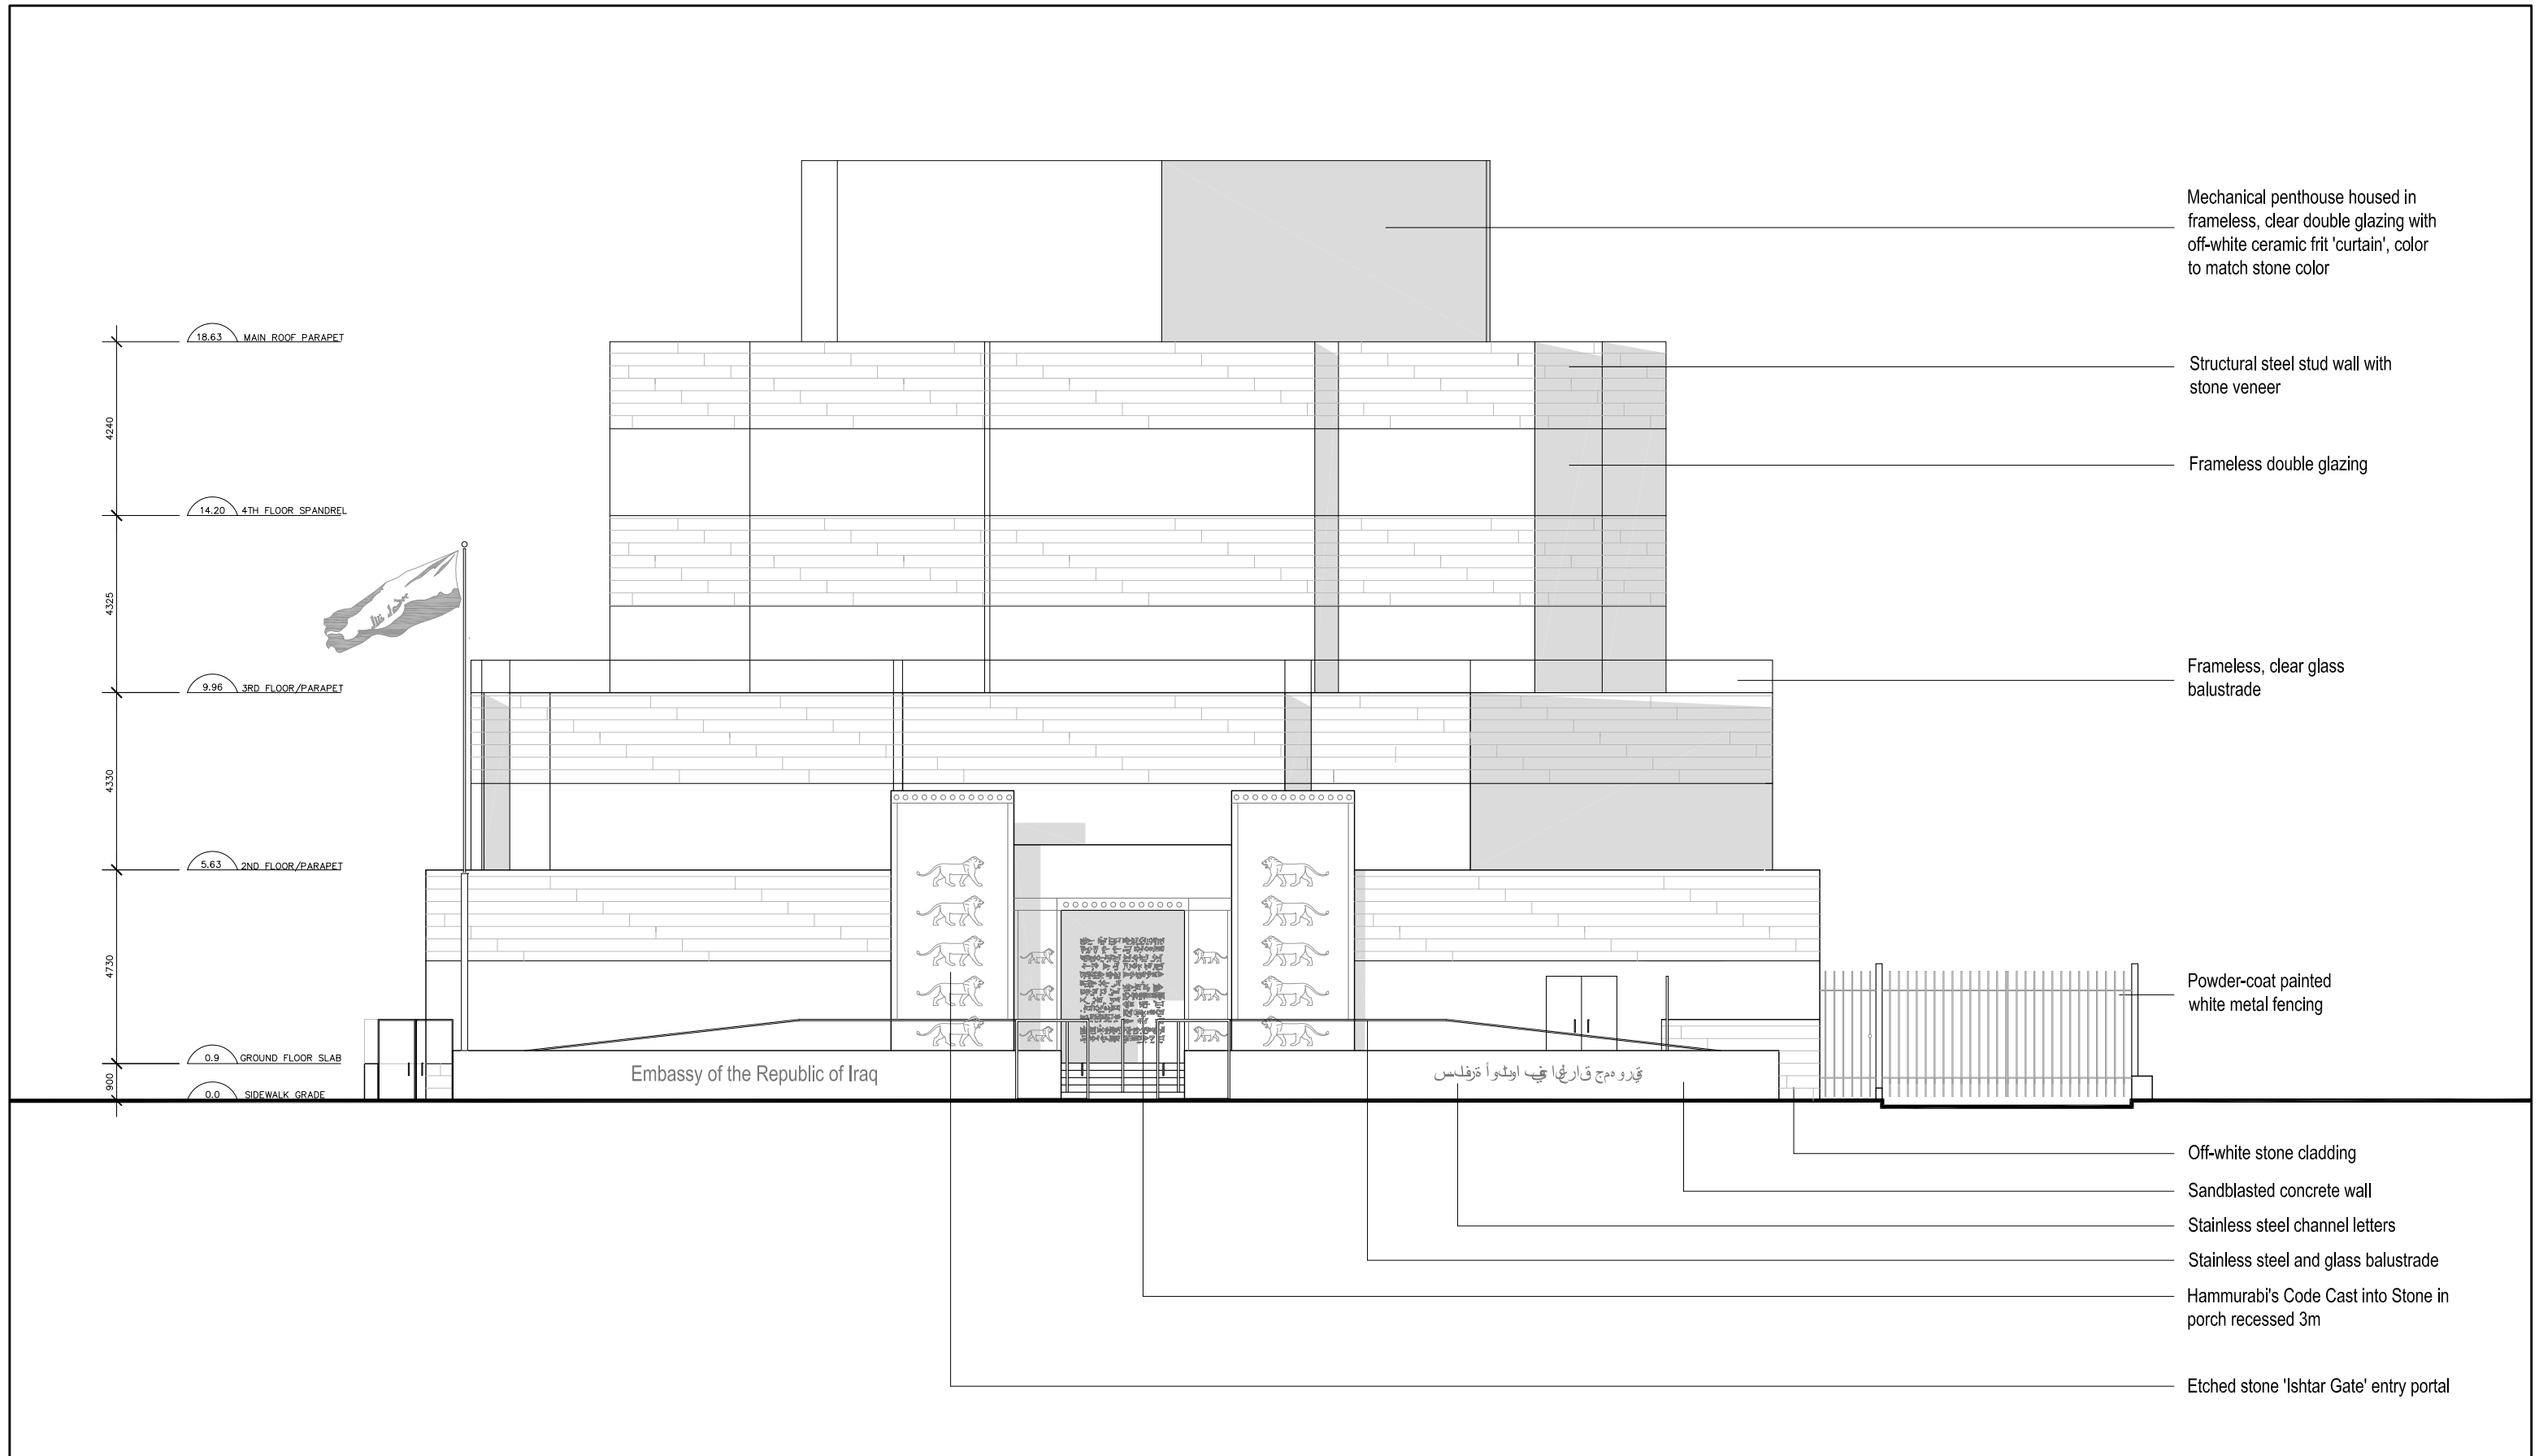 Mechanical penthouse housed in
frameless, clear double glazing with
off-white ceramic frit 'curtain', color
to match stone color
18.63 MAIN ROOF PARAPET
Structural steel stud wall with
stone veneer
4240
Frameless double glazing
14.20 4TH FLOOR SPANDREL
4325
Frameless, clear glass
balustrade
9.96 3RD FLOOR/PARAPET
4330
5.63 2ND FLOOR/PARAPET
4730
Powder-coat painted
white metal fencing
0.9 GROUND FLOOR SLAB
900
Embassy of the Republic of Iraq
0.0 SIDEWALK GRADE
Off-white stone cladding
Sandblasted concrete wall
Stainless steel channel letters
Stainless steel and glass balustrade
Hammurabi's Code Cast into Stone in
porch recessed 3m
Etched stone 'Ishtar Gate' entry portal